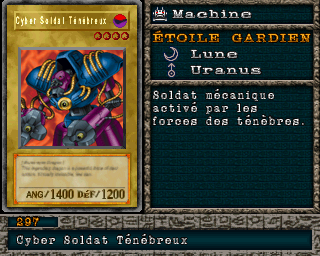 Cyber Soldat Ténébreux
ANG/1400 DÉF/1200
Machine
ÉTOILE GARDIEN
Lune
Uranus
Soldat mécanique
activé par les
forces des ténèbres.
297
Cyber Soldat Ténébreux